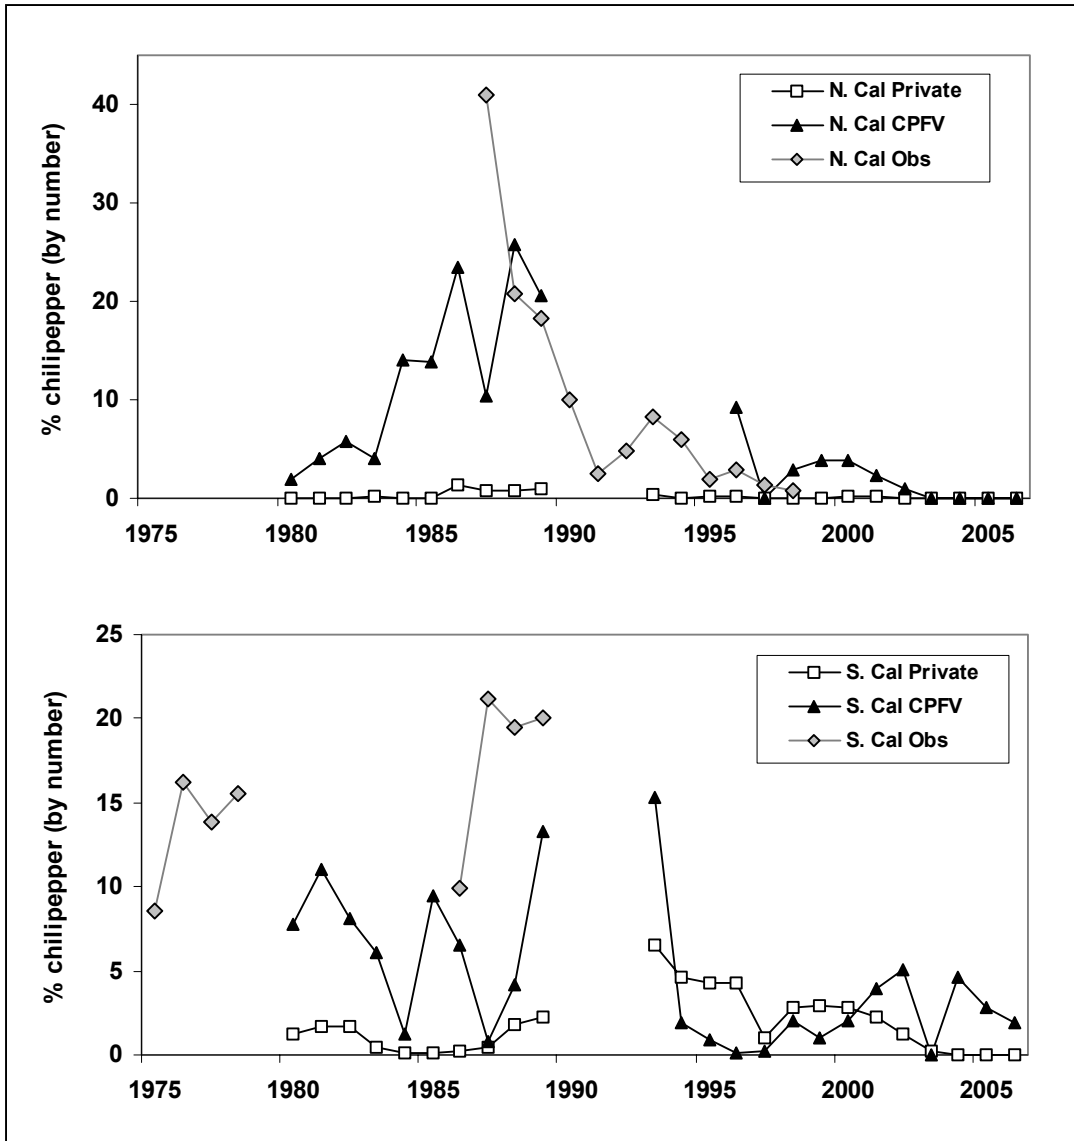 % chilipepper (by number)
40
30
20
10
0
N. Cal Private
N. Cal CPFV
N. Cal Obs
1975 1980 1985 1990 1995 2000 2005
% chilipepper (by number)
25
20
15
10
5
0
S. Cal Private
S. Cal CPFV
S. Cal Obs
1975 1980 1985 1990 1995 2000 2005